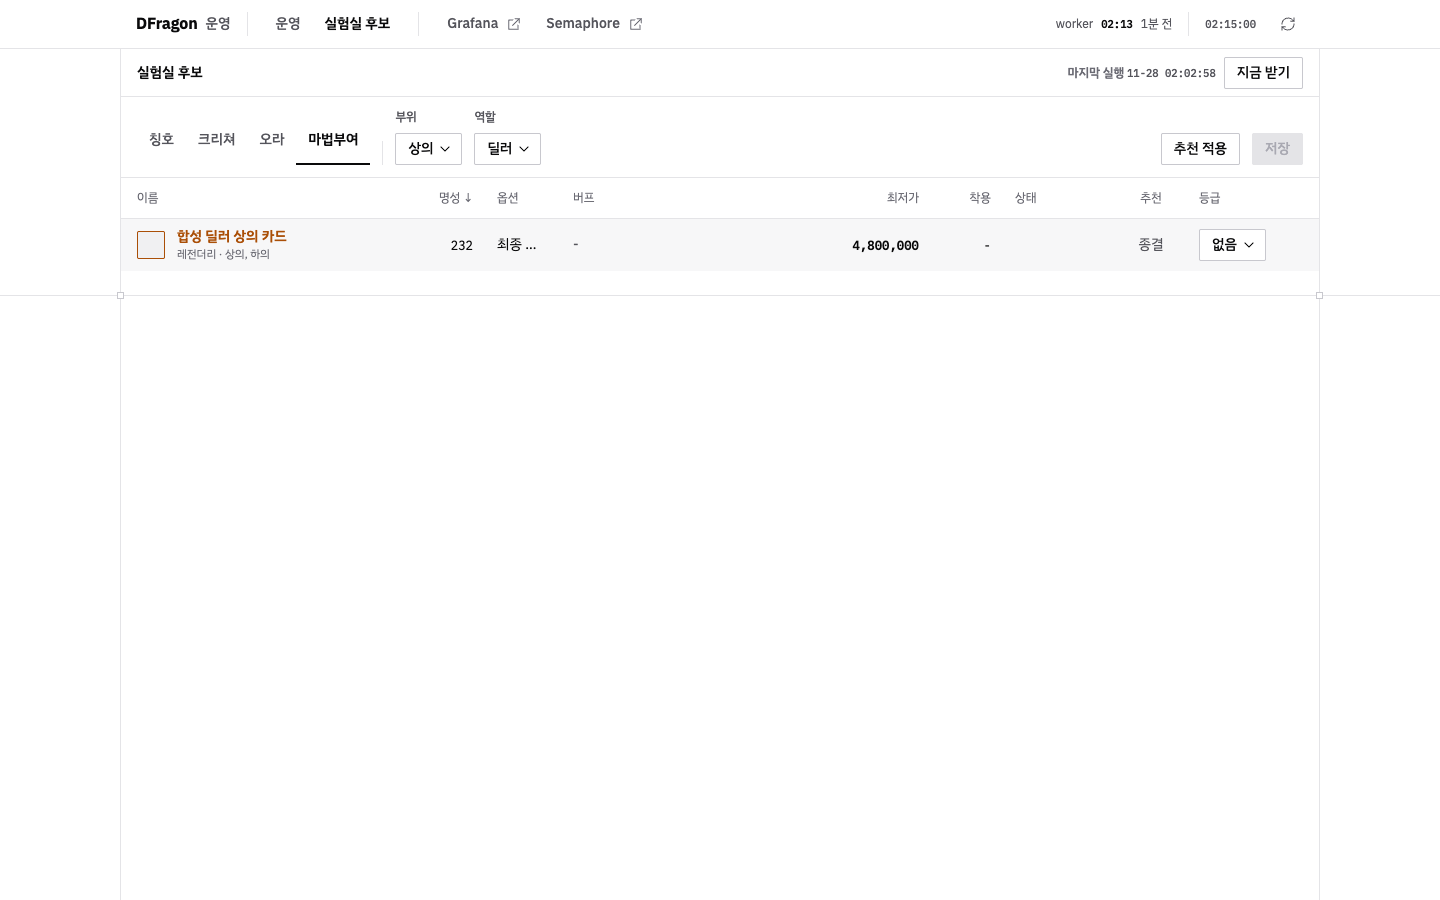 DFragon 운영 운영 실험실 후보 Grafana Semaphore worker 02:13 1분 전 02:15:00
실험실 후보 마지막 실행 11-28 02:02:58 지금 받기
부위 역할
칭호 크리쳐 오라 마법부여 상의 딜러 추천 적용 저장
이름 명성 ↓ 옵션 버프 최저가 착용 상태 추천 등급
합성 딜러 상의 카드 232 최종 ... - 4,800,000 - 종결 없음
레전더리 · 상의, 하의